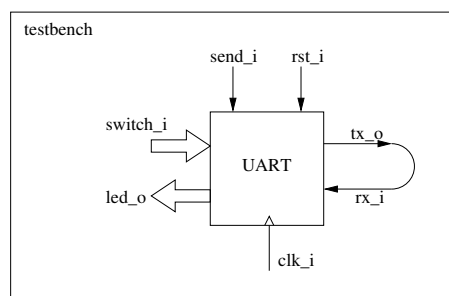 testbench
send_i
rst_i
switch_i
tx_o
UART
led_o
rx_i
clk_i